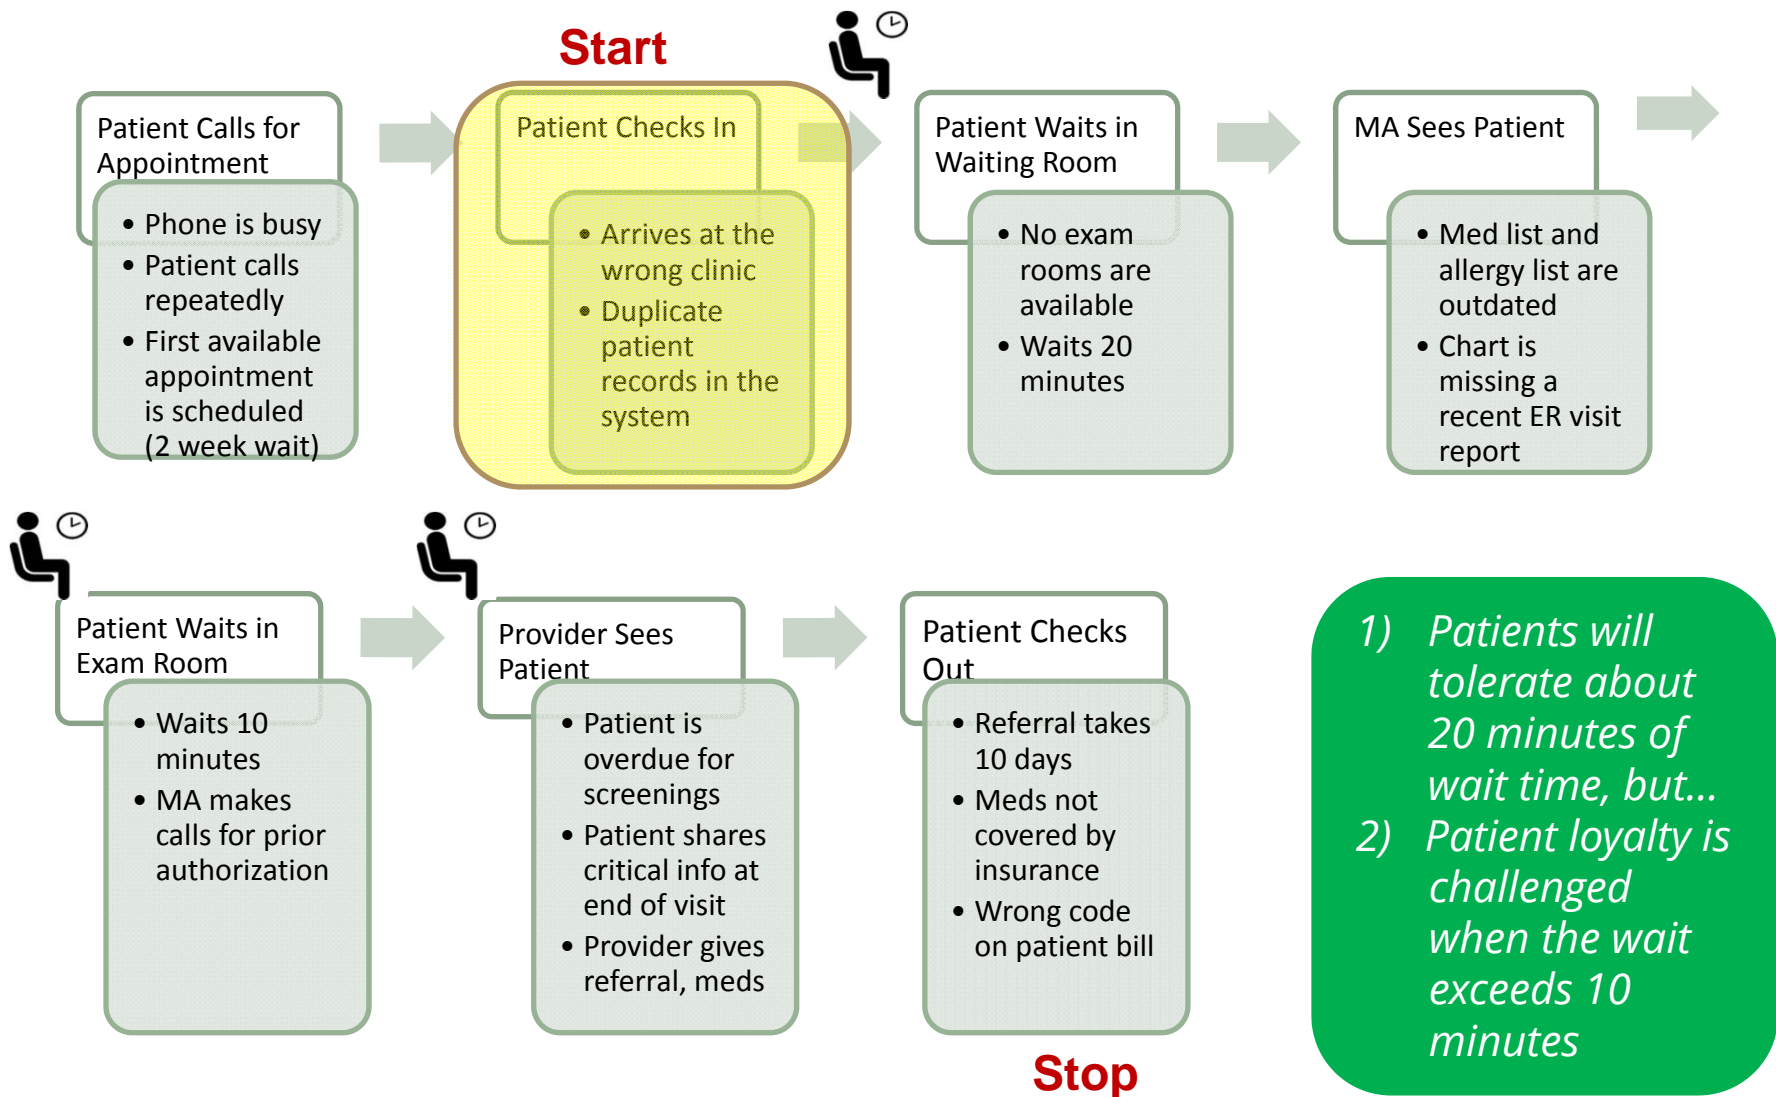 Start
Patient Calls for
Appointment
• Phone is busy
• Patient calls
repeatedly
• First available
appointment
is scheduled
(2 week wait)
Patient Checks In
• Arrives at the
wrong clinic
• Duplicate
patient
records in the
system
Patient Waits in
Waiting Room
• No exam
rooms are
available
• Waits 20
minutes
MA Sees Patient
• Med list and
allergy list are
outdated
• Chart is
missing a
recent ER visit
report
Patient Waits in
Exam Room
• Waits 10
minutes
• MA makes
calls for prior
authorization
Provider Sees
Patient
• Patient is
overdue for
screenings
• Patient shares
critical info at
end of visit
• Provider gives
referral, meds
Patient Checks
Out
• Referral takes
10 days
• Meds not
covered by
insurance
• Wrong code
on patient bill
Stop
1) Patients will
tolerate about
20 minutes of
wait time, but...
2) Patient loyalty is
challenged
when the wait
exceeds 10
minutes